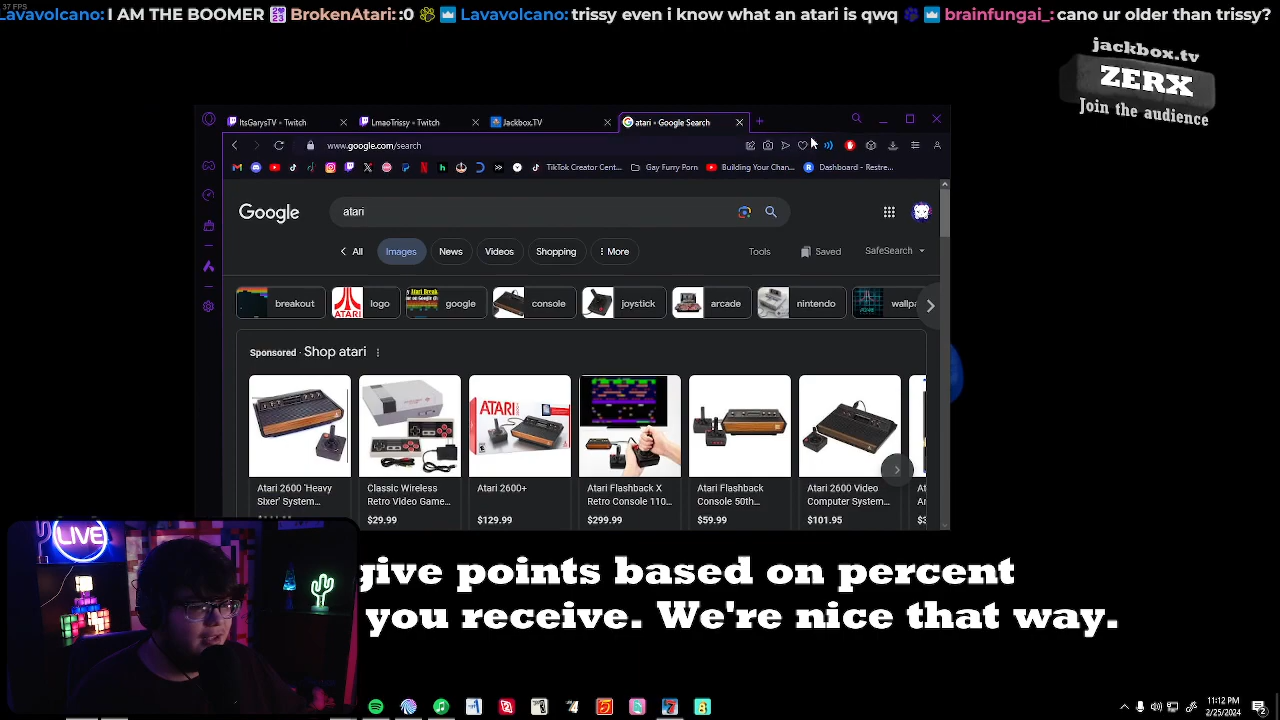 37 FPS
Lavavolcano: I AM THE BOOMER BrokenAtari: :0 Lavavolcano: trissy even i know what an atari is qwq brainfungai_: cano ur older than trissy?
jackbox.tv
ZERX
Join the audience
ItsGarysTV - Twitch LmaoTrissy - Twitch Jackbox.TV atari - Google Search
www.google.com/search
TikTok Creator Cent... Gay Furry Porn Building Your Chan... Dashboard - Restre...
Google atari
All Images News Videos Shopping More Tools Saved SafeSearch
breakout logo google console joystick arcade nintendo wallpa
Sponsored · Shop atari
Atari 2600 'Heavy
Sixer' System...
Classic Wireless
Retro Video Game...
$29.99
Atari 2600+
$129.99
Atari Flashback X
Retro Console 110...
$299.99
Atari Flashback
Console 50th...
$59.99
Atari 2600 Video
Computer System...
$101.95
LIVE
give points based on percent
you receive. We're nice that way.
11:12 PM
2/25/2024